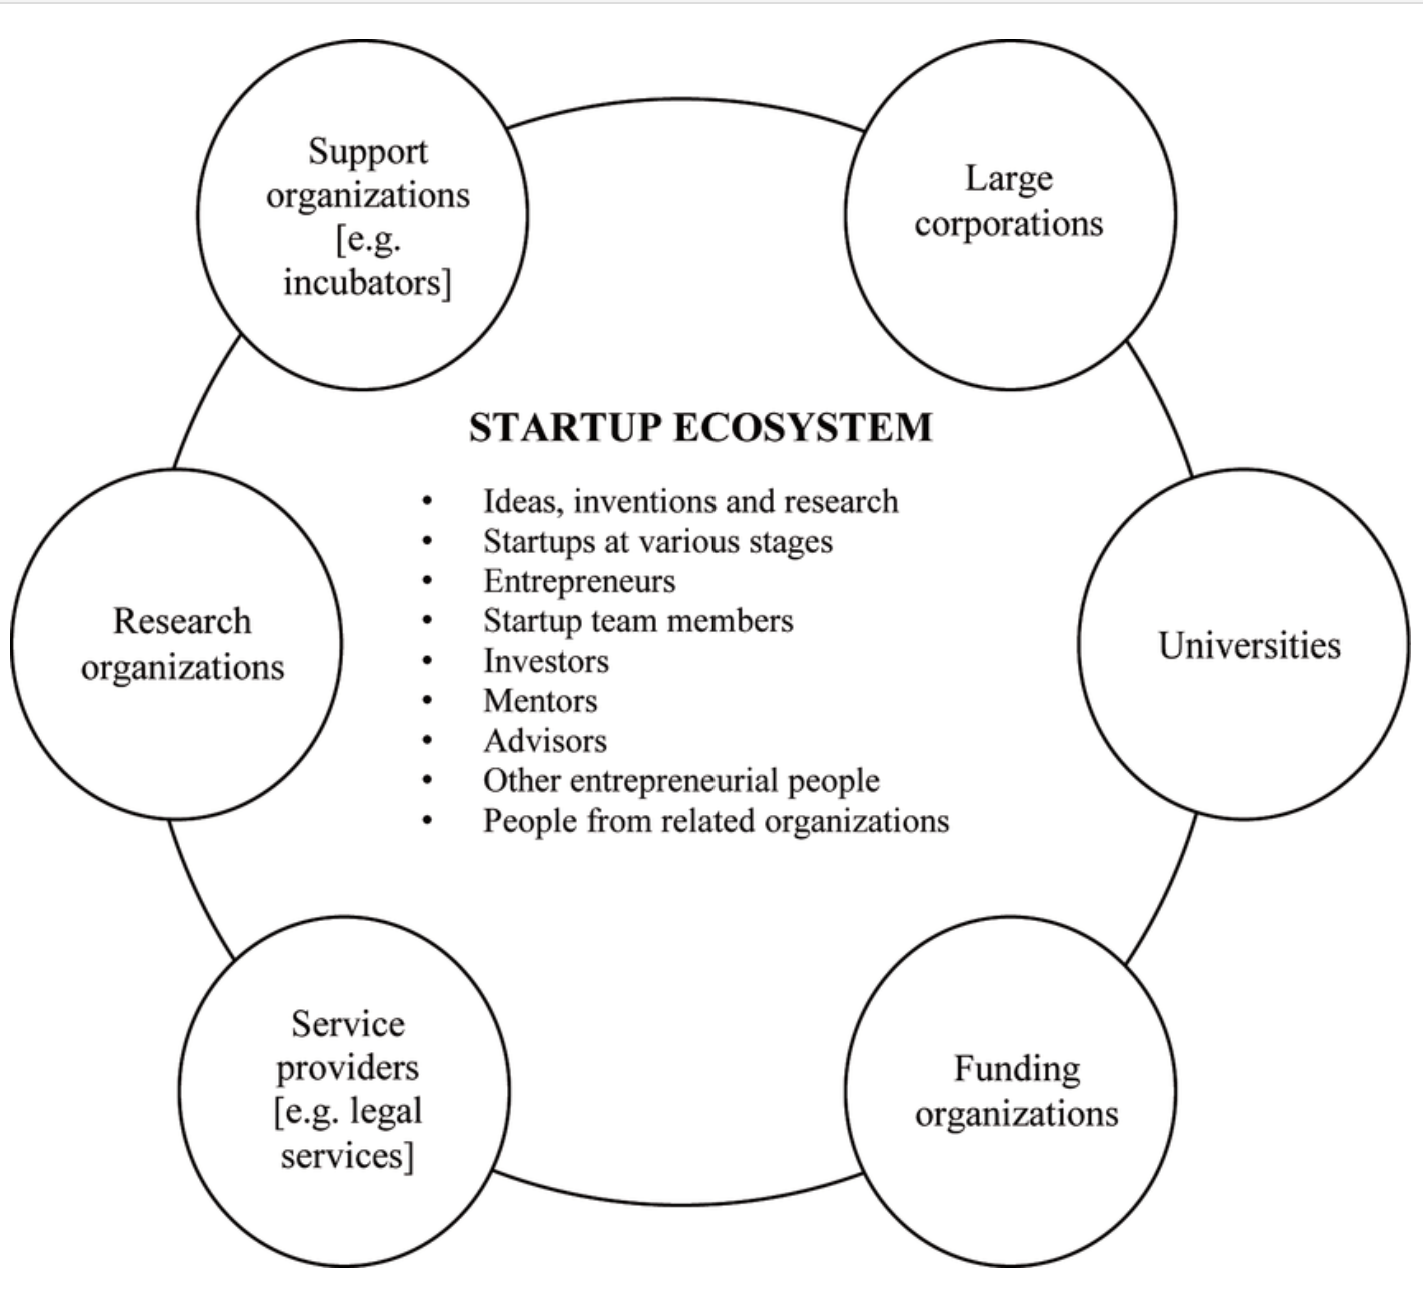 Support
organizations
[e.g.
incubators]
Large
corporations
STARTUP ECOSYSTEM
• Ideas, inventions and research
• Startups at various stages
• Entrepreneurs
• Startup team members
• Investors
• Mentors
• Advisors
• Other entrepreneurial people
• People from related organizations
Research
organizations
Universities
Service
providers
[e.g. legal
services]
Funding
organizations